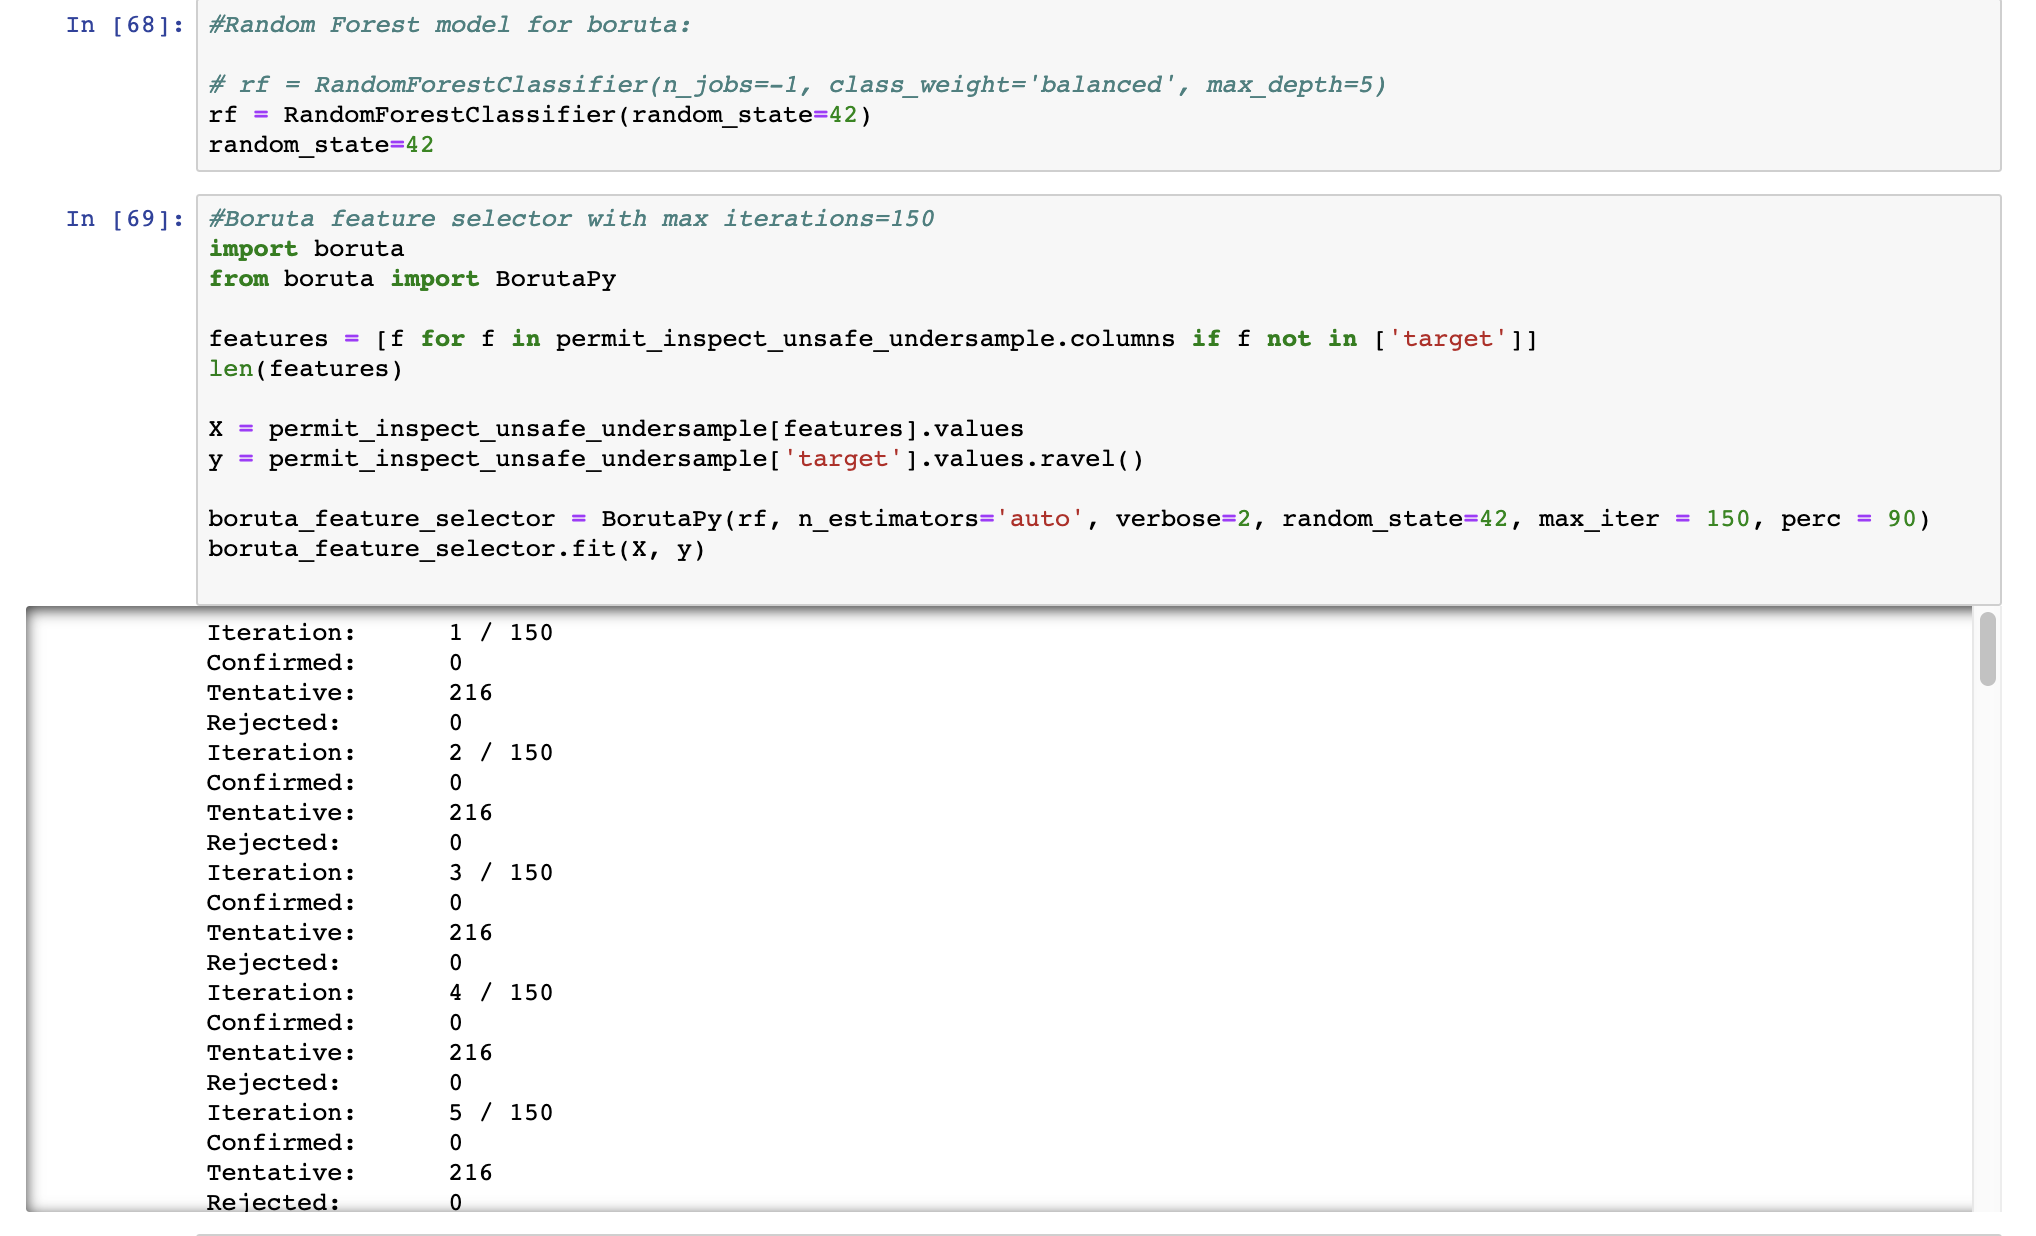 In [68]: #Random Forest model for boruta:
# rf = RandomForestClassifier(n_jobs=-1, class_weight='balanced', max_depth=5)
rf = RandomForestClassifier(random_state=42)
random_state=42
In [69]: #Boruta feature selector with max iterations=150
import boruta
from boruta import BorutaPy
features = [f for f in permit_inspect_unsafe_undersample.columns if f not in ['target']]
len(features)
X = permit_inspect_unsafe_undersample[features].values
y = permit_inspect_unsafe_undersample['target'].values.ravel()
boruta_feature_selector = BorutaPy(rf, n_estimators='auto', verbose=2, random_state=42, max_iter = 150, perc = 90)
boruta_feature_selector.fit(X, y)
Iteration: 1 / 150
Confirmed: 0
Tentative: 216
Rejected: 0
Iteration: 2 / 150
Confirmed: 0
Tentative: 216
Rejected: 0
Iteration: 3 / 150
Confirmed: 0
Tentative: 216
Rejected: 0
Iteration: 4 / 150
Confirmed: 0
Tentative: 216
Rejected: 0
Iteration: 5 / 150
Confirmed: 0
Tentative: 216
Rejected: 0